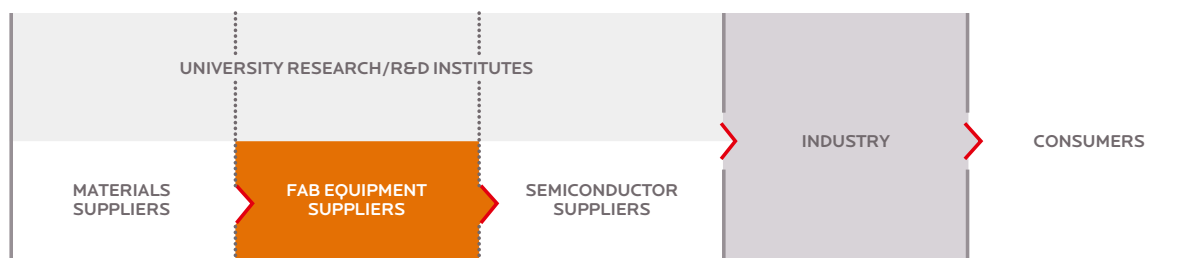 UNIVERSITY RESEARCH/R&D INSTITUTES
MATERIALS
SUPPLIERS
FAB EQUIPMENT
SUPPLIERS
SEMICONDUCTOR
SUPPLIERS
INDUSTRY
CONSUMERS